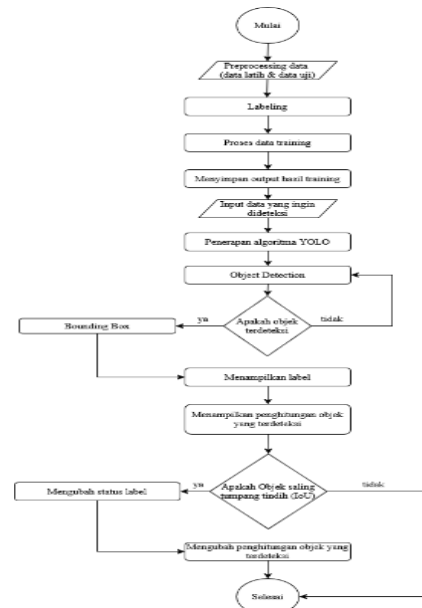 Mulai
Preprocessing data
(data latih & data uji)
Labeling
Proses data training
Menyimpan output hasil training
Input data yang ingin
dideteksi
Penerapan algoritma YOLO
Object Detection
Apakah objek
terdeteksi
ya
tidak
Bounding Box
Menampilkan label
Menampilkan penghitungan objek
yang terdeteksi
Apakah Objek saling
tumpang tindih (IoU)
ya
tidak
Mengubah status label
Mengubah penghitungan objek yang
terdeteksi
Selesai